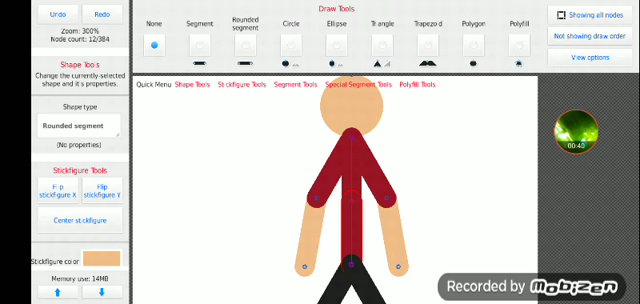 Undo
Redo
Zoom: 300%
Node count: 12/384
Shape Tools
Change the currently-selected
shape and it's properties.
Shape type
Rounded segment
(No properties)
Stickfigure Tools
Flip
stickfigure X
Flip
stickfigure Y
Center stickfigure
Stickfigure color
Memory use: 14MB
Draw Tools
None
Segment
Rounded
segment
Circle
Ellipse
Triangle
Trapezoid
Polygon
Polyfill
Showing all nodes
Not showing draw order
View options
Quick Menu Shape Tools Stickfigure Tools Segment Tools Special Segment Tools Polyfill Tools
00:40
Recorded by Mobizen